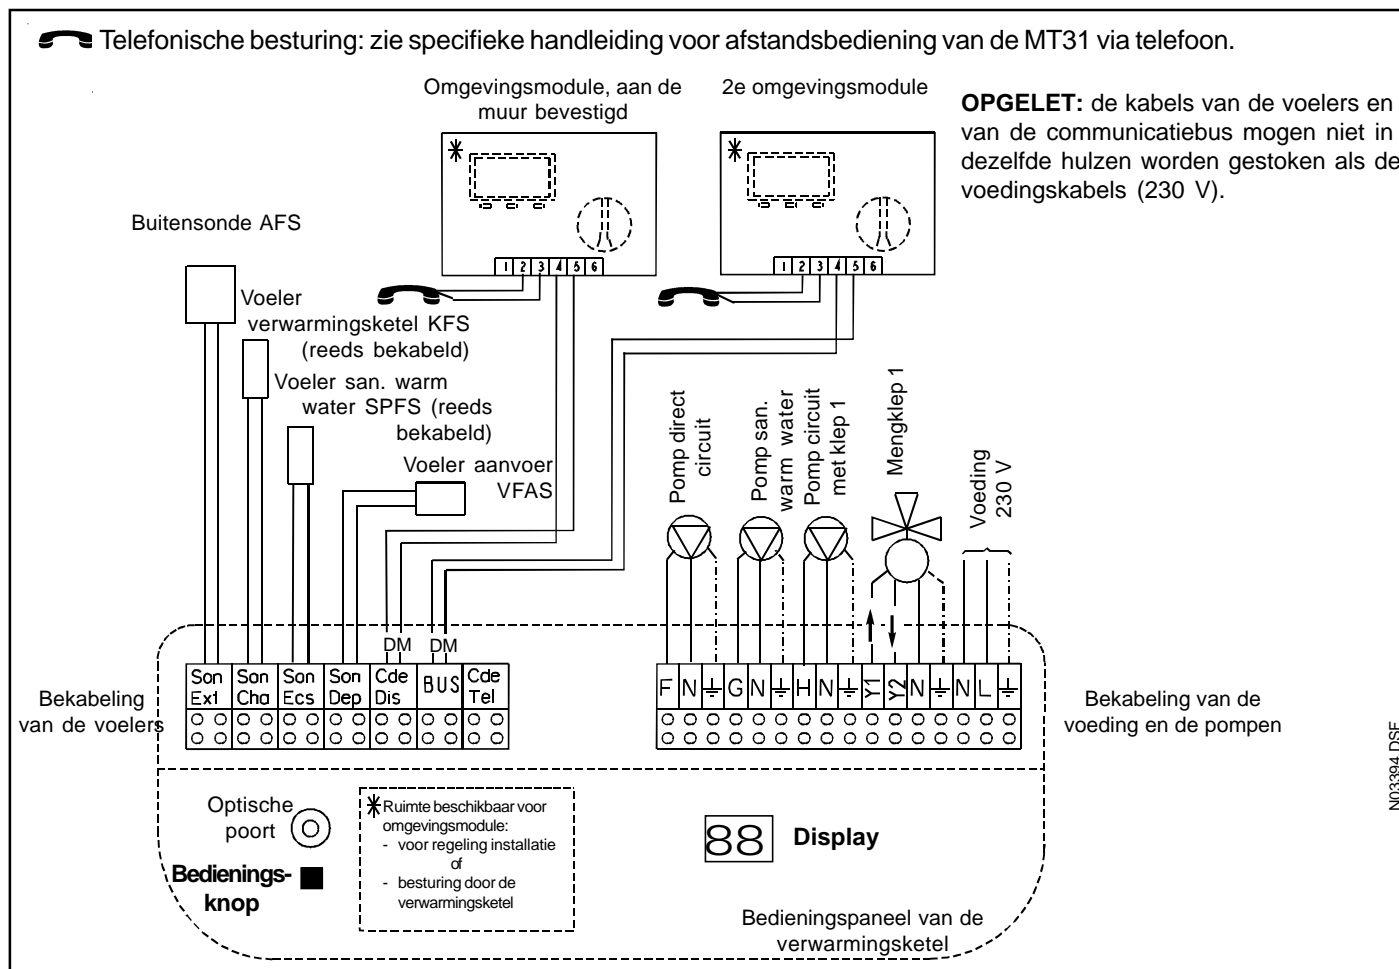 Telefonische besturing: zie specifieke handleiding voor afstandsbediening van de MT31 via telefoon.
Omgevingsmodule, aan de
muur bevestigd
2e omgevingsmodule
OPGELET: de kabels van de voelers en
van de communicatiebus mogen niet in
dezelfde hulzen worden gestoken als de
voedingskabels (230 V).
1 2 3 4 5 6
1 2 3 4 5 6
Buitensonde AFS
Voeler
verwarmingsketel KFS
(reeds bekabeld)
Voeler san. warm
water SPFS (reeds
bekabeld)
Voeler aanvoer
VFAS
Pomp direct
circuit
Pomp san.
warm water
Pomp circuit
met klep 1
Mengklep 1
Voeding
230 V
DM
DM
Son
Ext
Son
Cha
Son
Ecs
Son
Dep
Cde
Dis
BUS
Cde
Tel
F N G N H N Y1 Y2 N N L
Bekabeling
van de voelers
Bekabeling van de
voeding en de pompen
Optische
poort
Bedienings-
knop
Ruimte beschikbaar voor
omgevingsmodule:
- voor regeling installatie
of
- besturing door de
verwarmingsketel
88
Display
Bedieningspaneel van de
verwarmingsketel
N03394.DSF